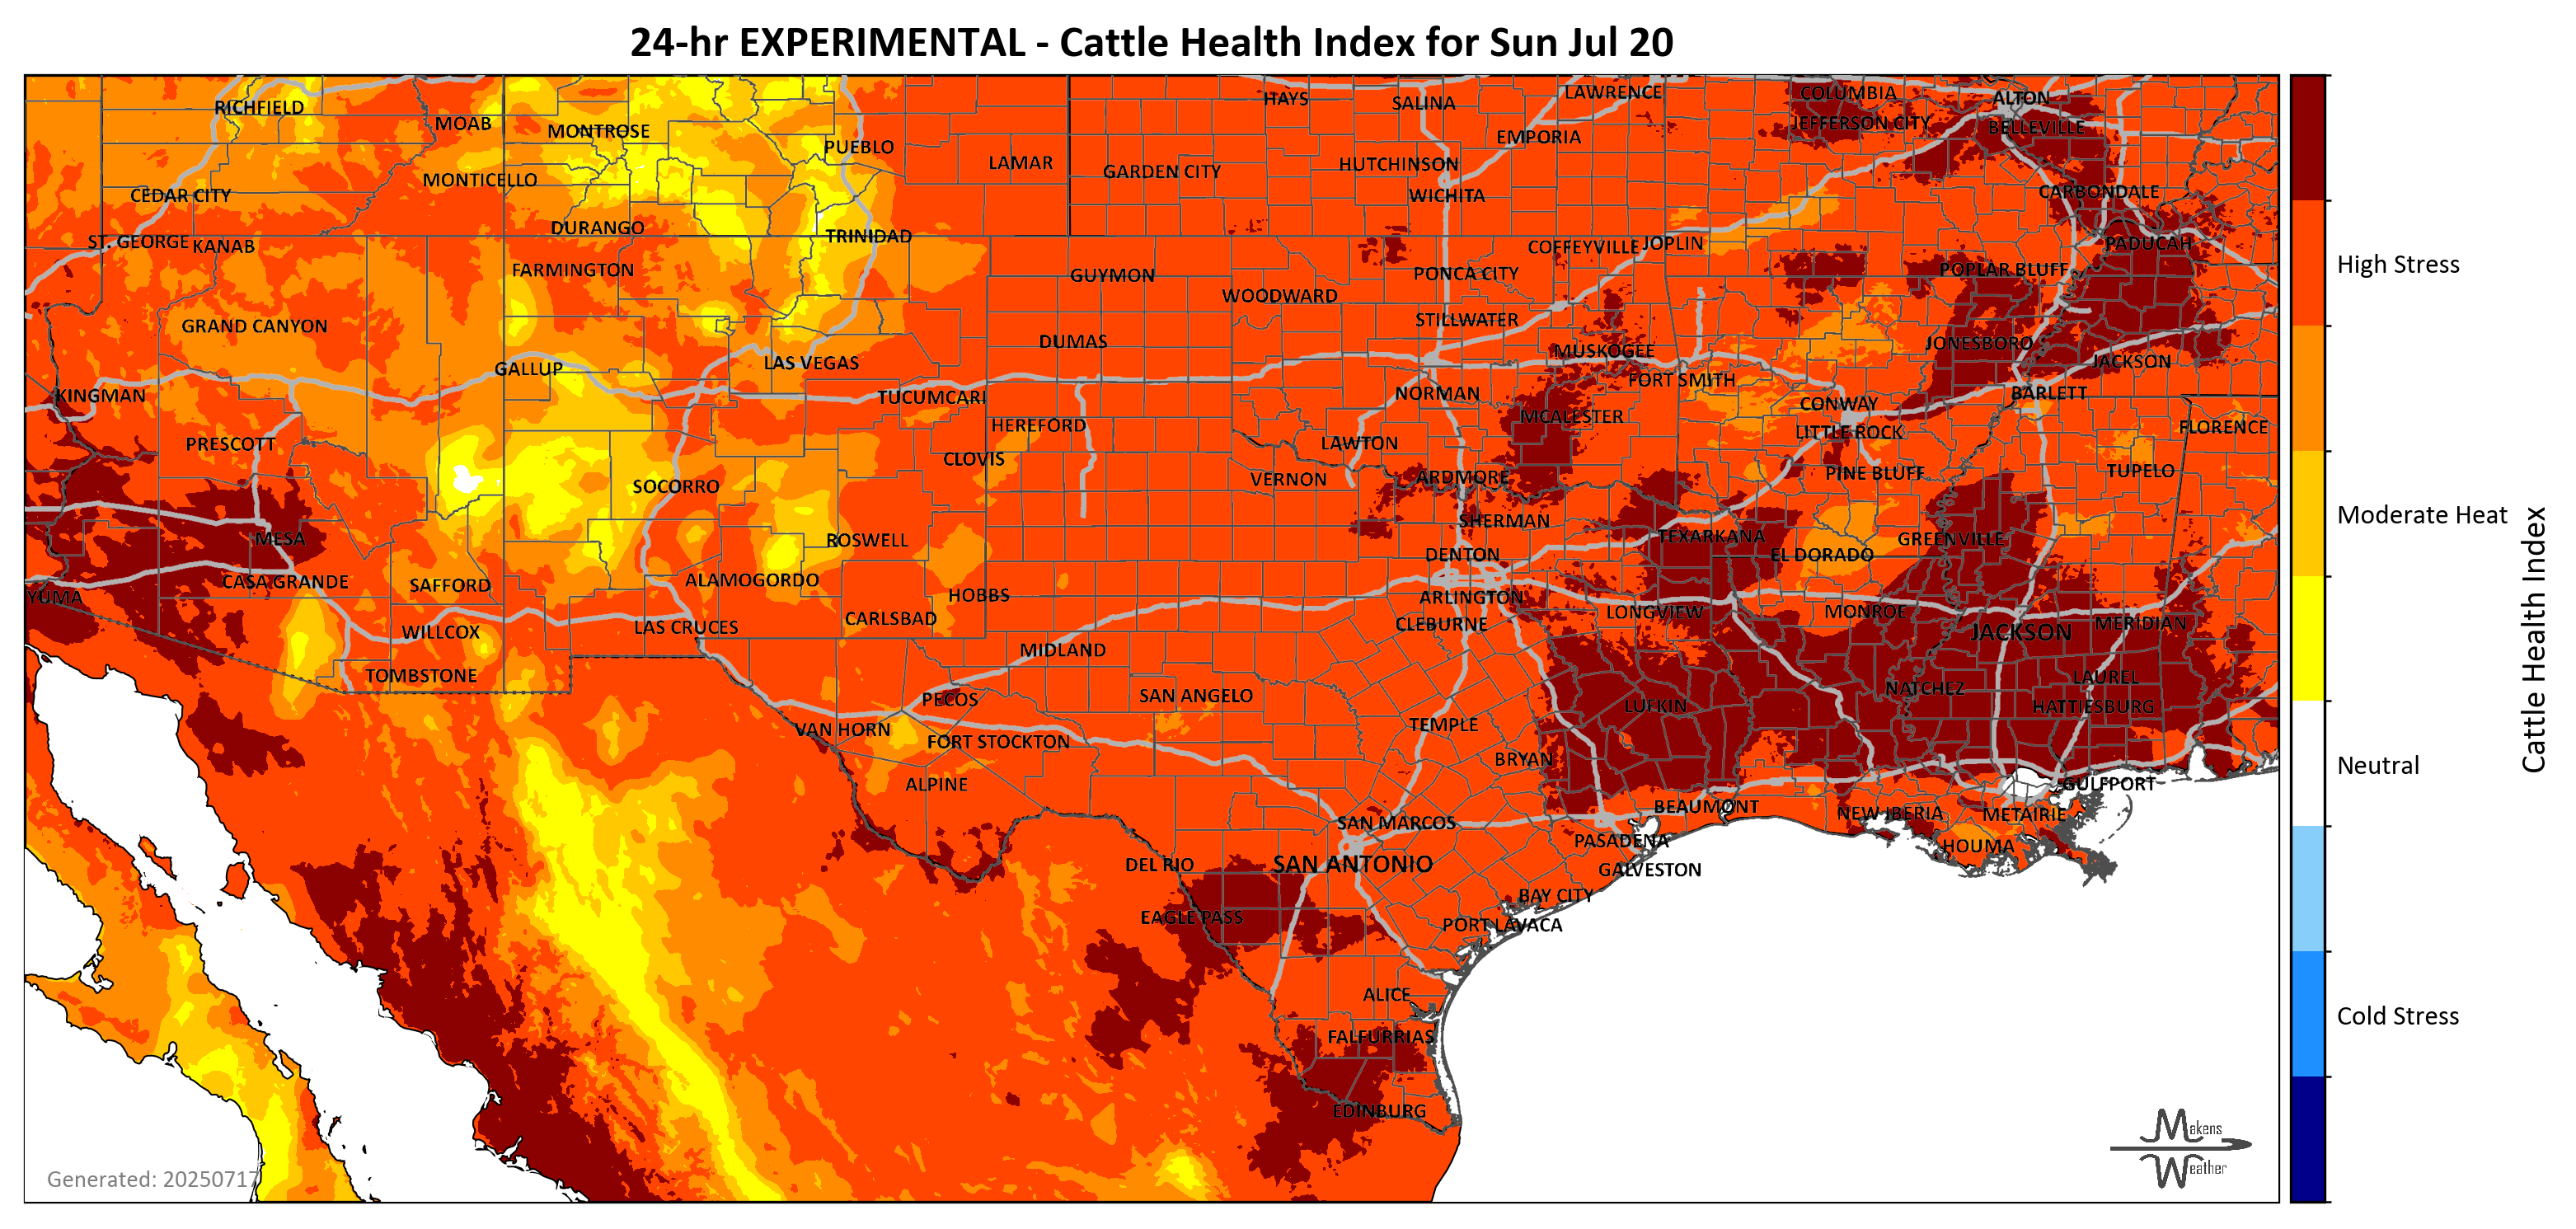 24-hr EXPERIMENTAL - Cattle Health Index for Sun Jul 20
RICHFIELD
MOAB
MONTROSE
PUEBLO
LAMAR
GARDEN CITY
HAYS
SALINA
LAWRENCE
COLUMBIA
ALTON
EMPORIA
JEFFERSON CITY
BELLEVILLE
HUTCHINSON
CEDAR CITY
MONTICELLO
WICHITA
CARBONDALE
DURANGO
TRINIDAD
ST. GEORGE
KANAB
COFFEYVILLE
JOPLIN
PADUCAH
FARMINGTON
GUYMON
PONCA CITY
POPLAR BLUFF
WOODWARD
GRAND CANYON
STILLWATER
DUMAS
MUSKOGEE
JONESBORO
GALLUP
LAS VEGAS
JACKSON
FORT SMITH
KINGMAN
TUCUMCARI
NORMAN
BARLETT
CONWAY
MCALESTER
HEREFORD
FLORENCE
PRESCOTT
LAWTON
LITTLE ROCK
CLOVIS
PINE BLUFF
TUPELO
SOCORRO
VERNON
ARDMORE
SHERMAN
MESA
ROSWELL
TEXARKANA
GREENVILLE
DENTON
EL DORADO
CASA GRANDE
SAFFORD
ALAMOGORDO
YUMA
HOBBS
ARLINGTON
LONGVIEW
MONROE
CARLSBAD
CLEBURNE
MERIDIAN
WILLCOX
LAS CRUCES
JACKSON
MIDLAND
TOMBSTONE
LAUREL
PECOS
SAN ANGELO
NATCHEZ
LUFKIN
HATTIESBURG
VAN HORN
TEMPLE
FORT STOCKTON
BRYAN
ALPINE
GULFPORT
BEAUMONT
NEW IBERIA
METAIRIE
SAN MARCOS
PASADENA
HOUMA
DEL RIO
SAN ANTONIO
GALVESTON
BAY CITY
EAGLE PASS
PORT LAVACA
ALICE
FALFURRIAS
EDINBURG
High Stress
Moderate Heat
Neutral
Cold Stress
Cattle Health Index
Makens
Weather
Generated: 20250717